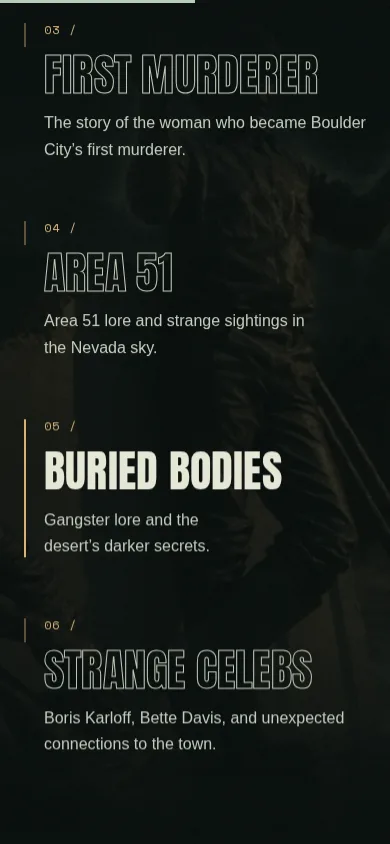 03 /
FIRST MURDERER
The story of the woman who became Boulder
City's first murderer.
04 /
AREA 51
Area 51 lore and strange sightings in
the Nevada sky.
05 /
BURIED BODIES
Gangster lore and the
desert's darker secrets.
06 /
STRANGE CELEBS
Boris Karloff, Bette Davis, and unexpected
connections to the town.